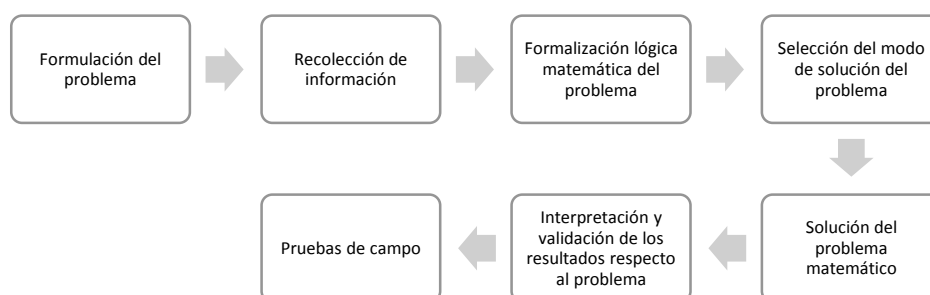 Formulación del
problema
Recolección de
información
Formalización lógica
matemática del
problema
Selección del modo
de solución del
problema
Solución del
problema
matemático
Interpretación y
validación de los
resultados respecto
al problema
Pruebas de campo